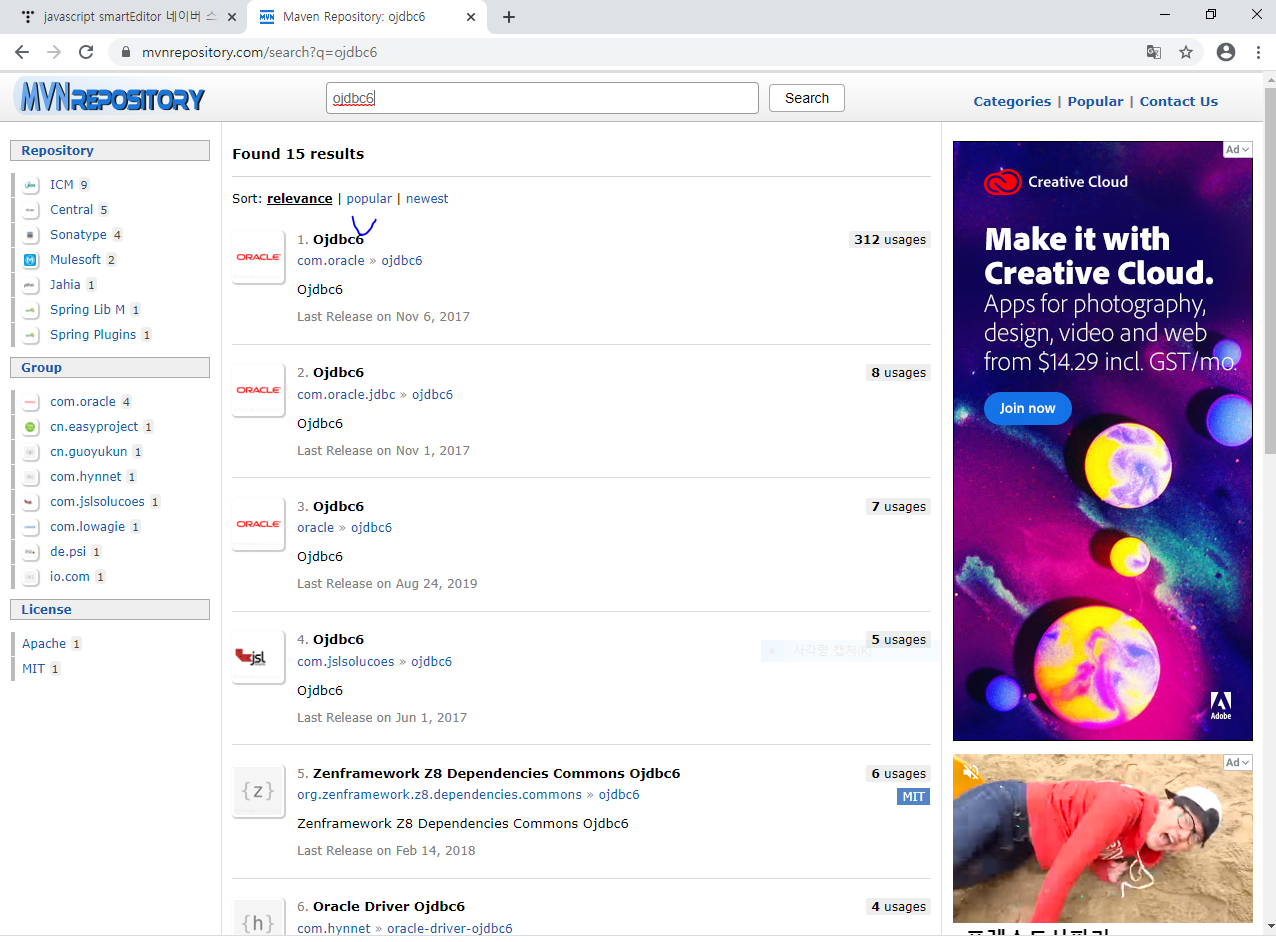 javascript smartEditor 네이버 스
Maven Repository: ojdbc6
mvnrepository.com/search?q=ojdbc6
MVNREPOSITORY
ojdbc6
Search
Categories | Popular | Contact Us
Repository
ICM 9
Central 5
Sonatype 4
Mulesoft 2
Jahia 1
Spring Lib M 1
Spring Plugins 1
Group
com.oracle 4
cn.easyproject 1
cn.guoyukun 1
com.hynnet 1
com.jslsolucoes 1
com.lowagie 1
de.psi 1
io.com 1
License
Apache 1
MIT 1
Found 15 results
Sort: relevance | popular | newest
ORACLE
1. Ojdbc6
312 usages
com.oracle » ojdbc6
Ojdbc6
Last Release on Nov 6, 2017
ORACLE
2. Ojdbc6
8 usages
com.oracle.jdbc » ojdbc6
Ojdbc6
Last Release on Nov 1, 2017
ORACLE
3. Ojdbc6
7 usages
oracle » ojdbc6
Ojdbc6
Last Release on Aug 24, 2019
jsl
4. Ojdbc6
5 usages
com.jslsolucoes » ojdbc6
사각형 캡처(R)
Ojdbc6
Last Release on Jun 1, 2017
{z}
5. Zenframework Z8 Dependencies Commons Ojdbc6
6 usages
org.zenframework.z8.dependencies.commons » ojdbc6
MIT
Zenframework Z8 Dependencies Commons Ojdbc6
Last Release on Feb 14, 2018
{h}
6. Oracle Driver Ojdbc6
4 usages
com.hynnet » oracle-driver-ojdbc6
Ad
Creative Cloud
Make it with
Creative Cloud.
Apps for photography,
design, video and web
from $14.29 incl. GST/mo.
Join now
Adobe
Ad